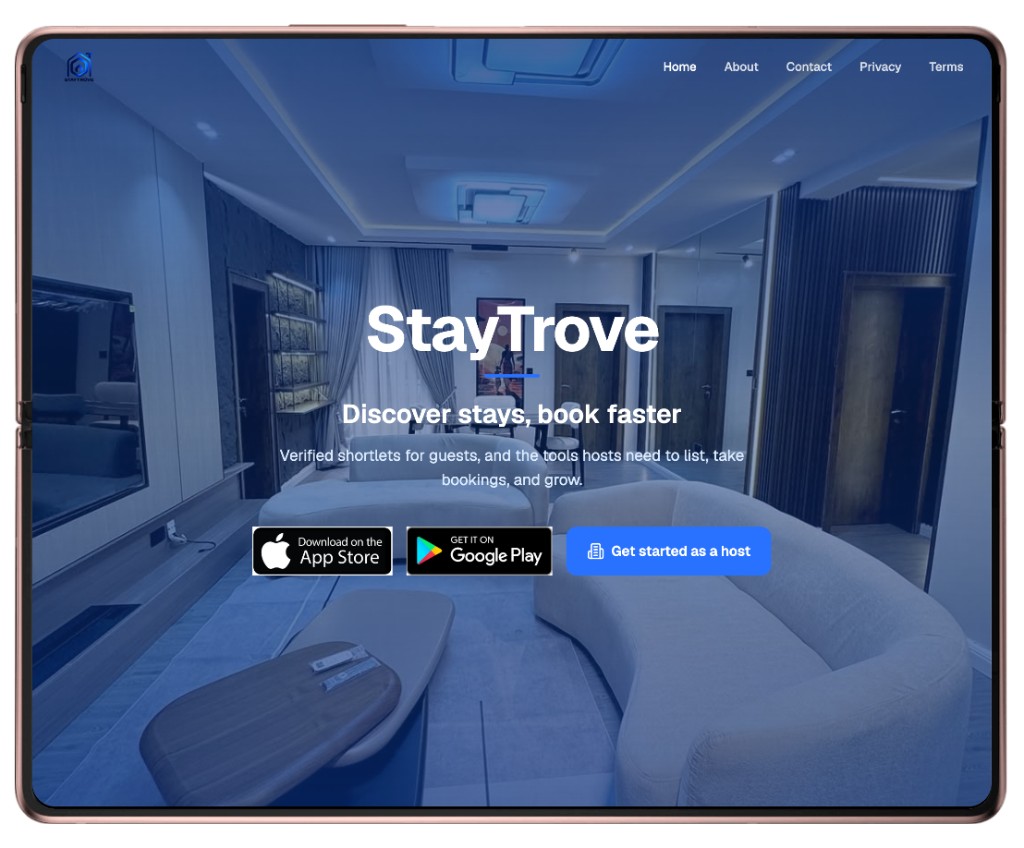 Home About Contact Privacy Terms
StayTrove
Discover stays, book faster
Verified shortlets for guests, and the tools hosts need to list, take
bookings, and grow.
Download on the
App Store
GET IT ON
Google Play
Get started as a host